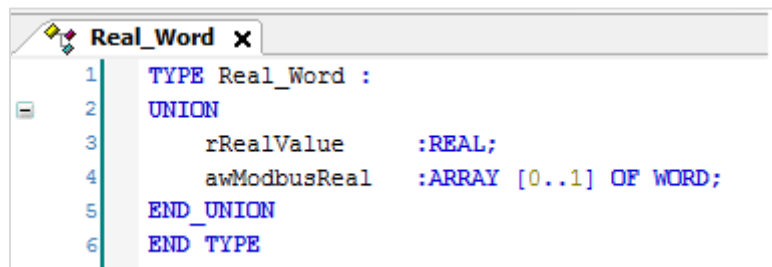 Real_Word x
1 TYPE Real_Word :
2 UNION
3 rRealValue :REAL;
4 awModbusReal :ARRAY [0..1] OF WORD;
5 END_UNION
6 END_TYPE